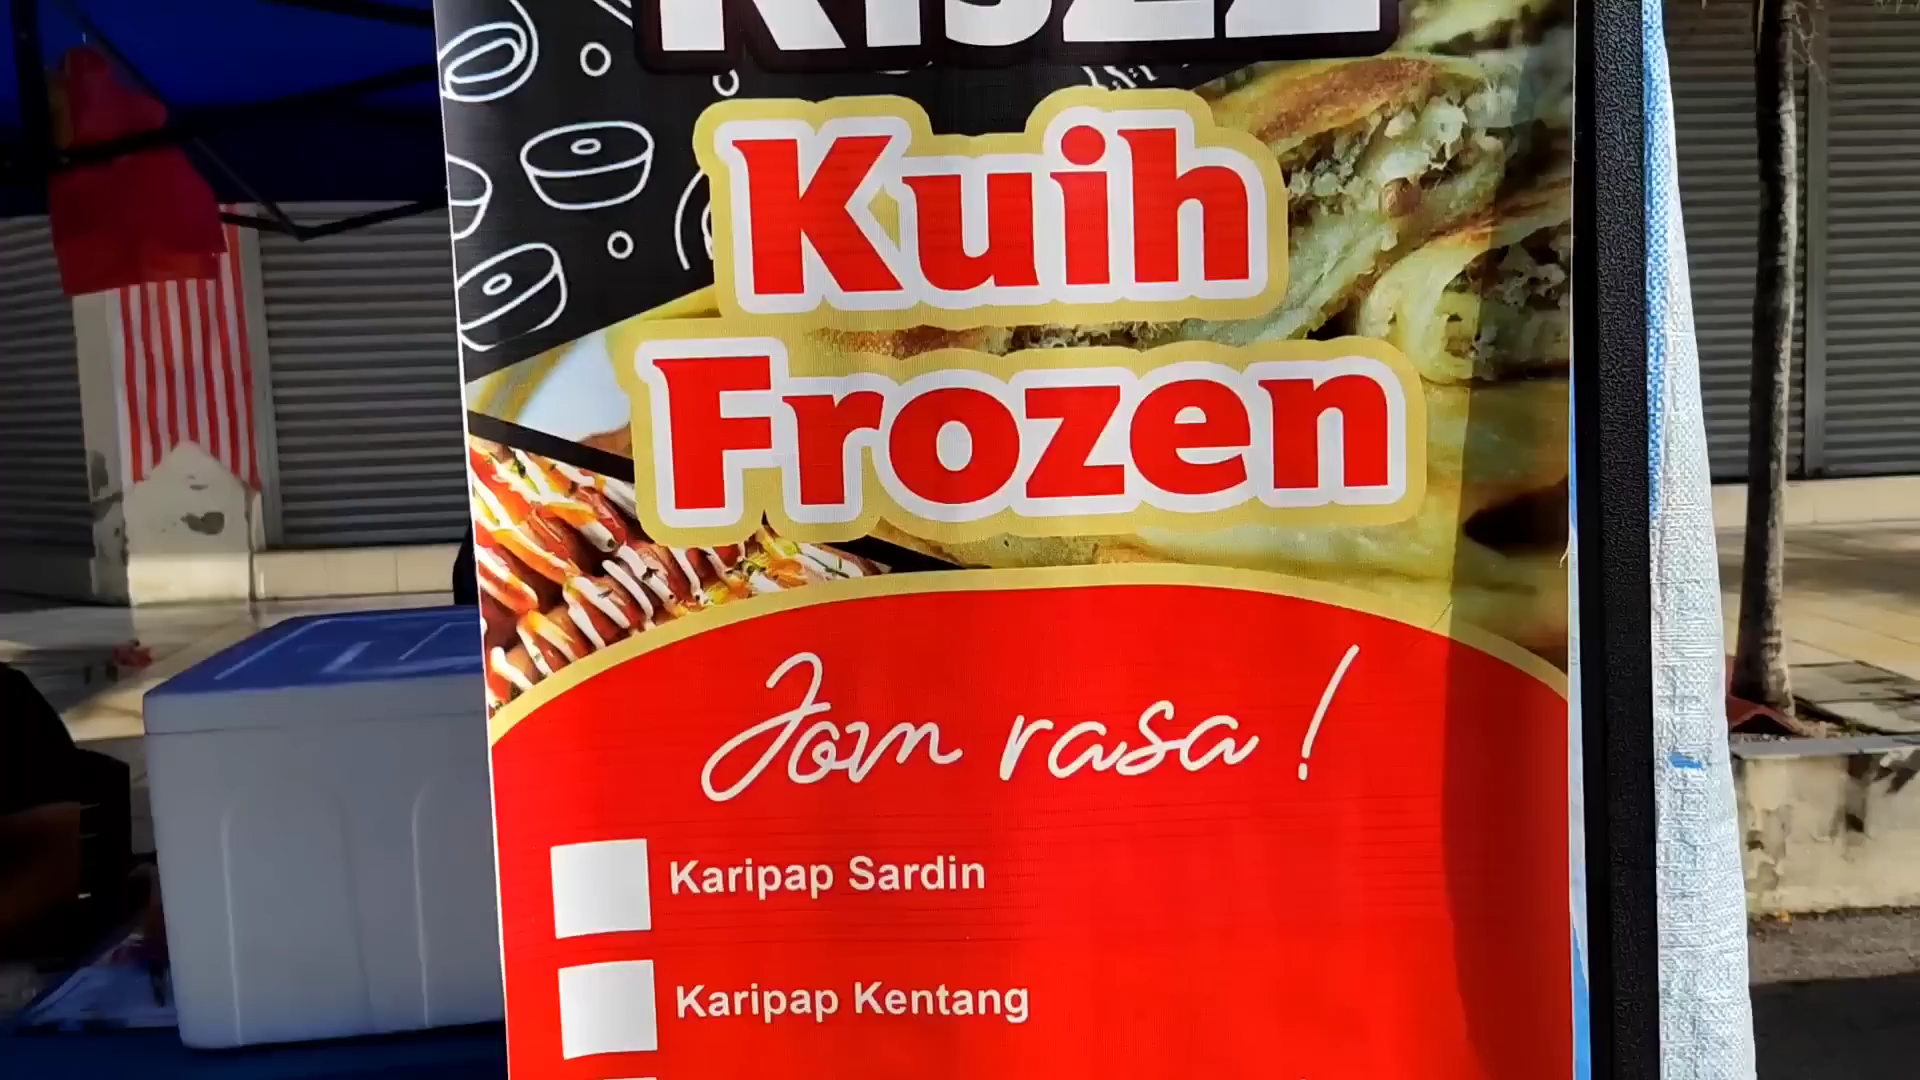 Kuih
Frozen
Jom rasa !
Karipap Sardin
Karipap Kentang